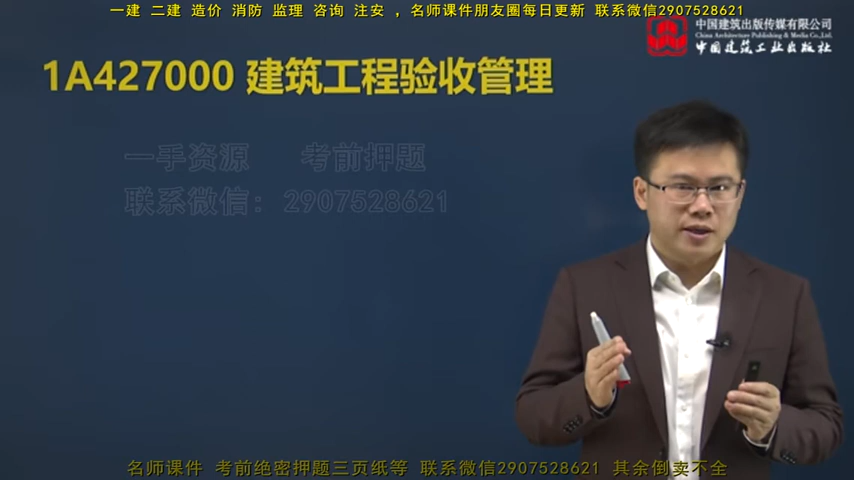 一建 二建 造价 消防 监理 咨询 注安 ，名师课件朋友圈每日更新 联系微信2907528621
中国建筑出版传媒有限公司
China Architecture Publishing & Media Co.,Ltd.
中国建筑工业出版社
1A427000 建筑工程验收管理
一手资源 考前押题
联系微信：2907528621
名师课件 考前绝密押题三页纸等 联系微信2907528621 其余倒卖不全